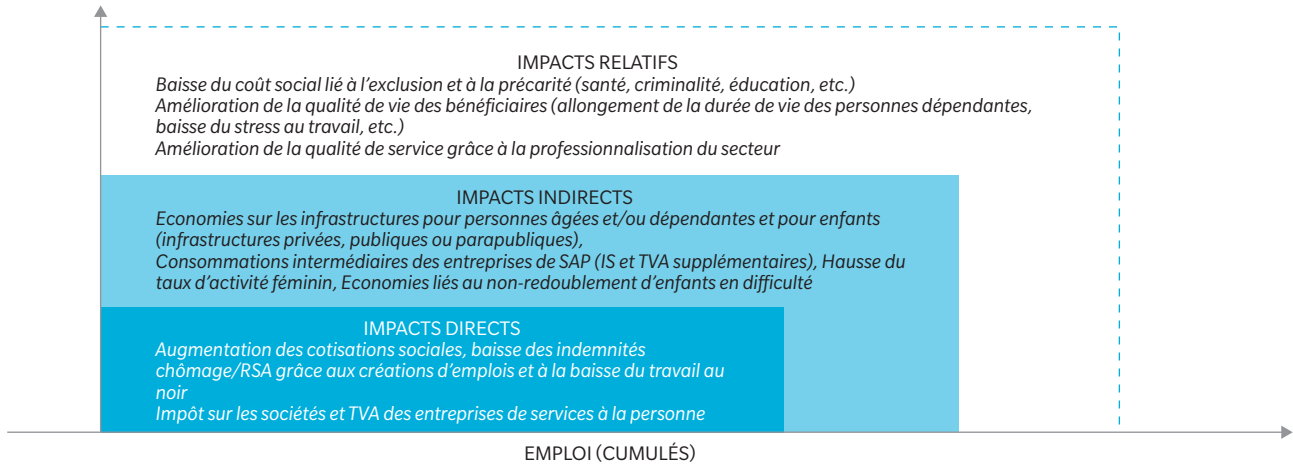 IMPACTS RELATIFS
Baisse du coût social lié à l’exclusion et à la précarité (santé, criminalité, éducation, etc.)
Amélioration de la qualité de vie des bénéficiaires (allongement de la durée de vie des personnes dépendantes,
baisse du stress au travail, etc.)
Amélioration de la qualité de service grâce à la professionnalisation du secteur
IMPACTS INDIRECTS
Economies sur les infrastructures pour personnes âgées et/ou dépendantes et pour enfants
(infrastructures privées, publiques ou parapubliques),
Consommations intermédiaires des entreprises de SAP (IS et TVA supplémentaires), Hausse du
taux d’activité féminin, Economies liés au non-redoublement d’enfants en difficulté
IMPACTS DIRECTS
Augmentation des cotisations sociales, baisse des indemnités
chômage/RSA grâce aux créations d’emplois et à la baisse du travail au
noir
Impôt sur les sociétés et TVA des entreprises de services à la personne
EMPLOI (CUMULÉS)